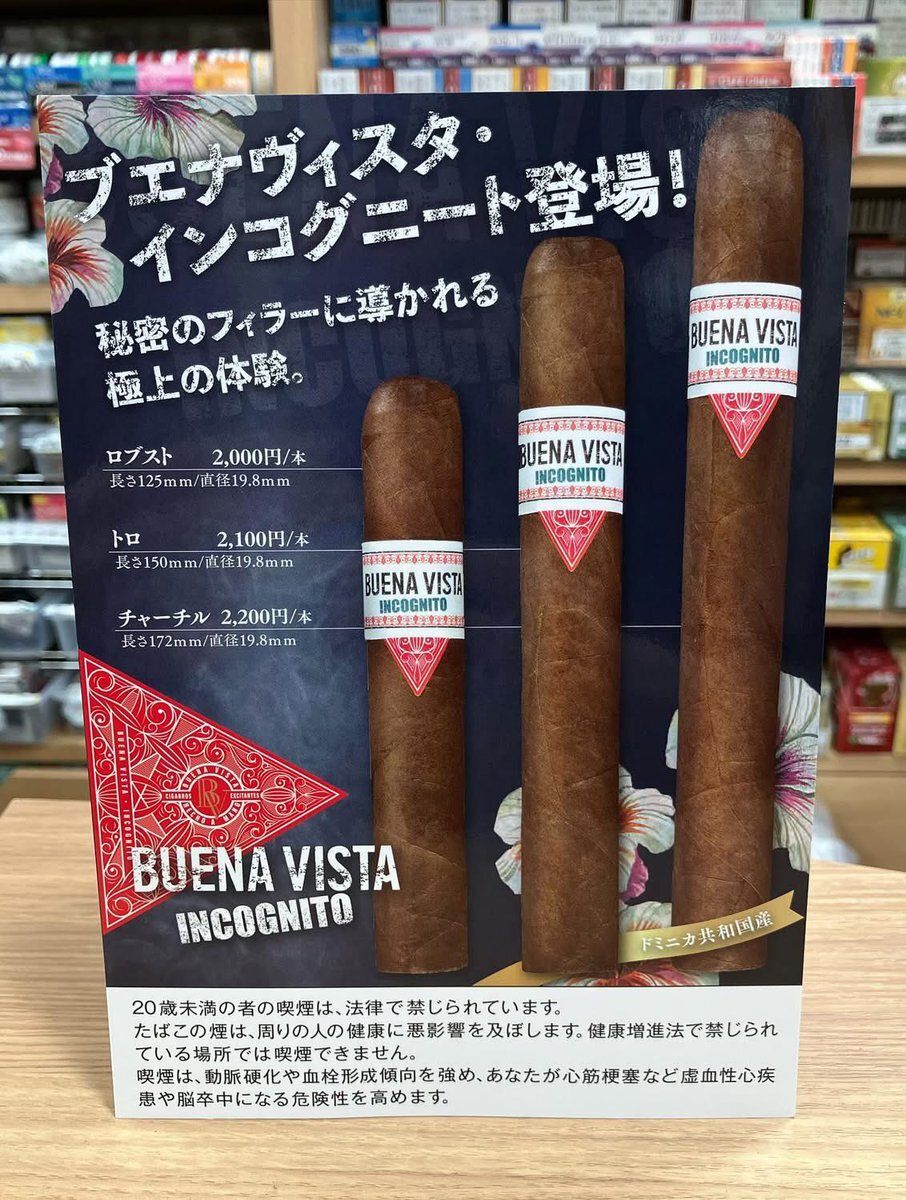 ブエナヴィスタ・
インコグニート登場!
秘密のフィラーに導かれる
極上の体験。
ロブスト 2,000円/本
長さ125mm/直径19.8mm
トロ 2,100円/本
長さ150mm/直径19.8mm
チャーチル 2,200円/本
長さ172mm/直径19.8mm
BUENA VISTA
INCOGNITO
BUENA VISTA
INCOGNITO
BUENA VISTA
INCOGNITO
BUENA VISTA
CIGARROS
EXCITANTES
HECHO A MANO
BV
BUENA VISTA · INCOGNITO
BUENA VISTA
INCOGNITO
ドミニカ共和国産
20歳未満の者の喫煙は、法律で禁じられています。
たばこの煙は、周りの人の健康に悪影響を及ぼします。健康増進法で禁じられ
ている場所では喫煙できません。
喫煙は、動脈硬化や血栓形成傾向を強め、あなたが心筋梗塞など虚血性心疾
患や脳卒中になる危険性を高めます。